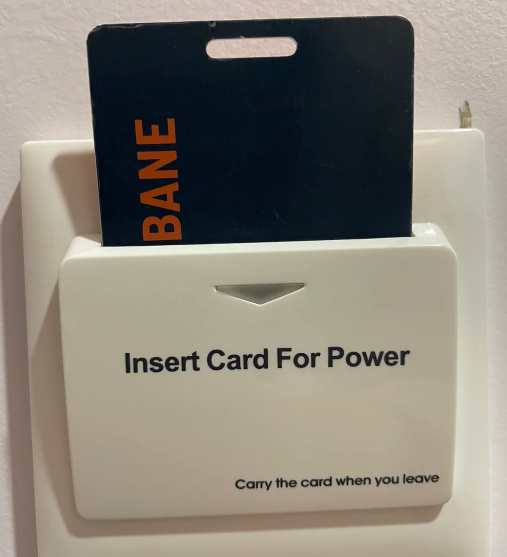 BANE
Insert Card For Power
Carry the card when you leave